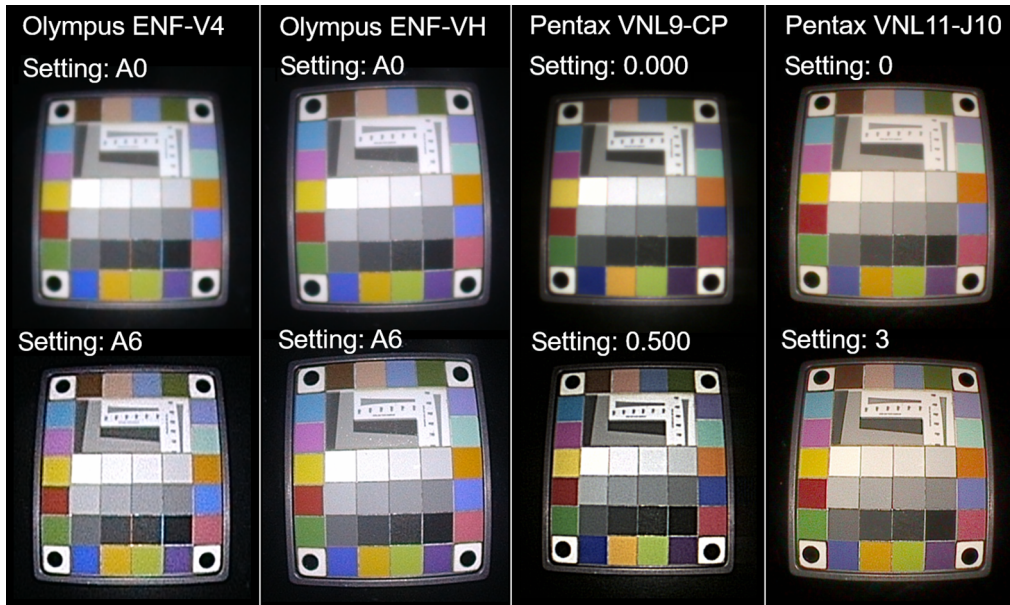 Olympus ENF-V4
Setting: A0
Olympus ENF-VH
Setting: A0
Pentax VNL9-CP
Setting: 0.000
Pentax VNL11-J10
Setting: 0
Setting: A6
Setting: A6
Setting: 0.500
Setting: 3